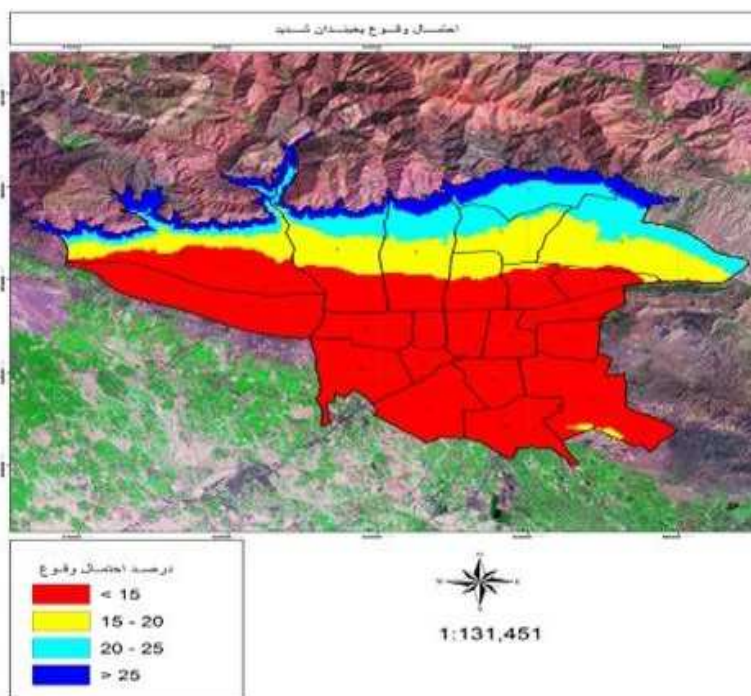 احتمال وقوع یخبندان شدید
درصد احتمال وقوع
< 15
15 - 20
20 - 25
> 25
1:131,451